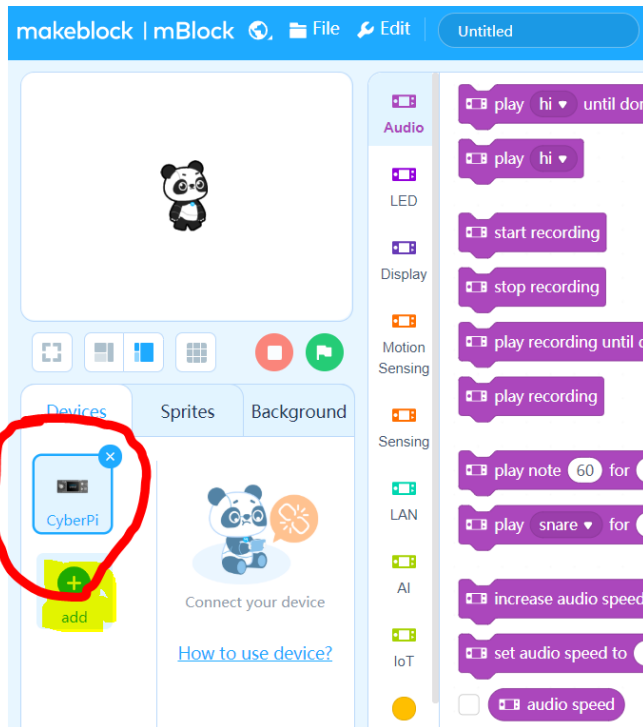 makeblock | mBlock File Edit Untitled
Audio
LED
Display
Motion
Sensing
Sensing
LAN
AI
IoT
play hi until
play hi
start recording
stop recording
play recording until
play recording
play note 60 for
play snare for
increase audio speed
set audio speed to
audio speed
Devices Sprites Background
CyberPi
add
Connect your device
How to use device?